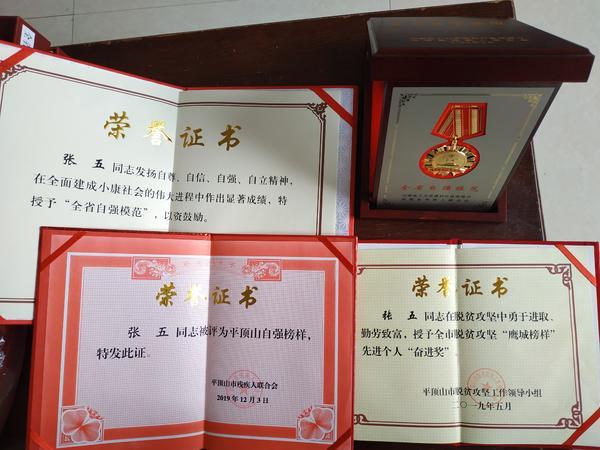 荣誉证书
张 五 同志发扬自尊、自信、自强、自立精神，
在全面建成小康社会的伟大进程中作出显著成绩，特
授予“全省自强模范”，以资鼓励。
全省自强模范
荣誉证书
张 五 同志被评为平顶山自强榜样，
特发此证。
平顶山市残疾人联合会
2019年12月3日
荣誉证书
张 五 同志在脱贫攻坚中勇于进取、
勤劳致富，授予全市脱贫攻坚“鹰城榜样”
先进个人“奋进奖”。
平顶山市脱贫攻坚工作领导小组
二〇一九年五月